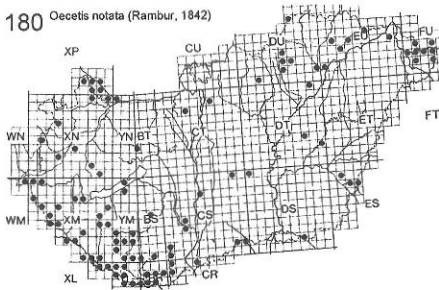 180 Oecetis notata (Rambur, 1842)
XP
CU
DU
EU
FU
WN
XN
YN
BT
CT
DT
ET
FT
WM
XM
YM
BS
CS
DS
ES
XL
CR